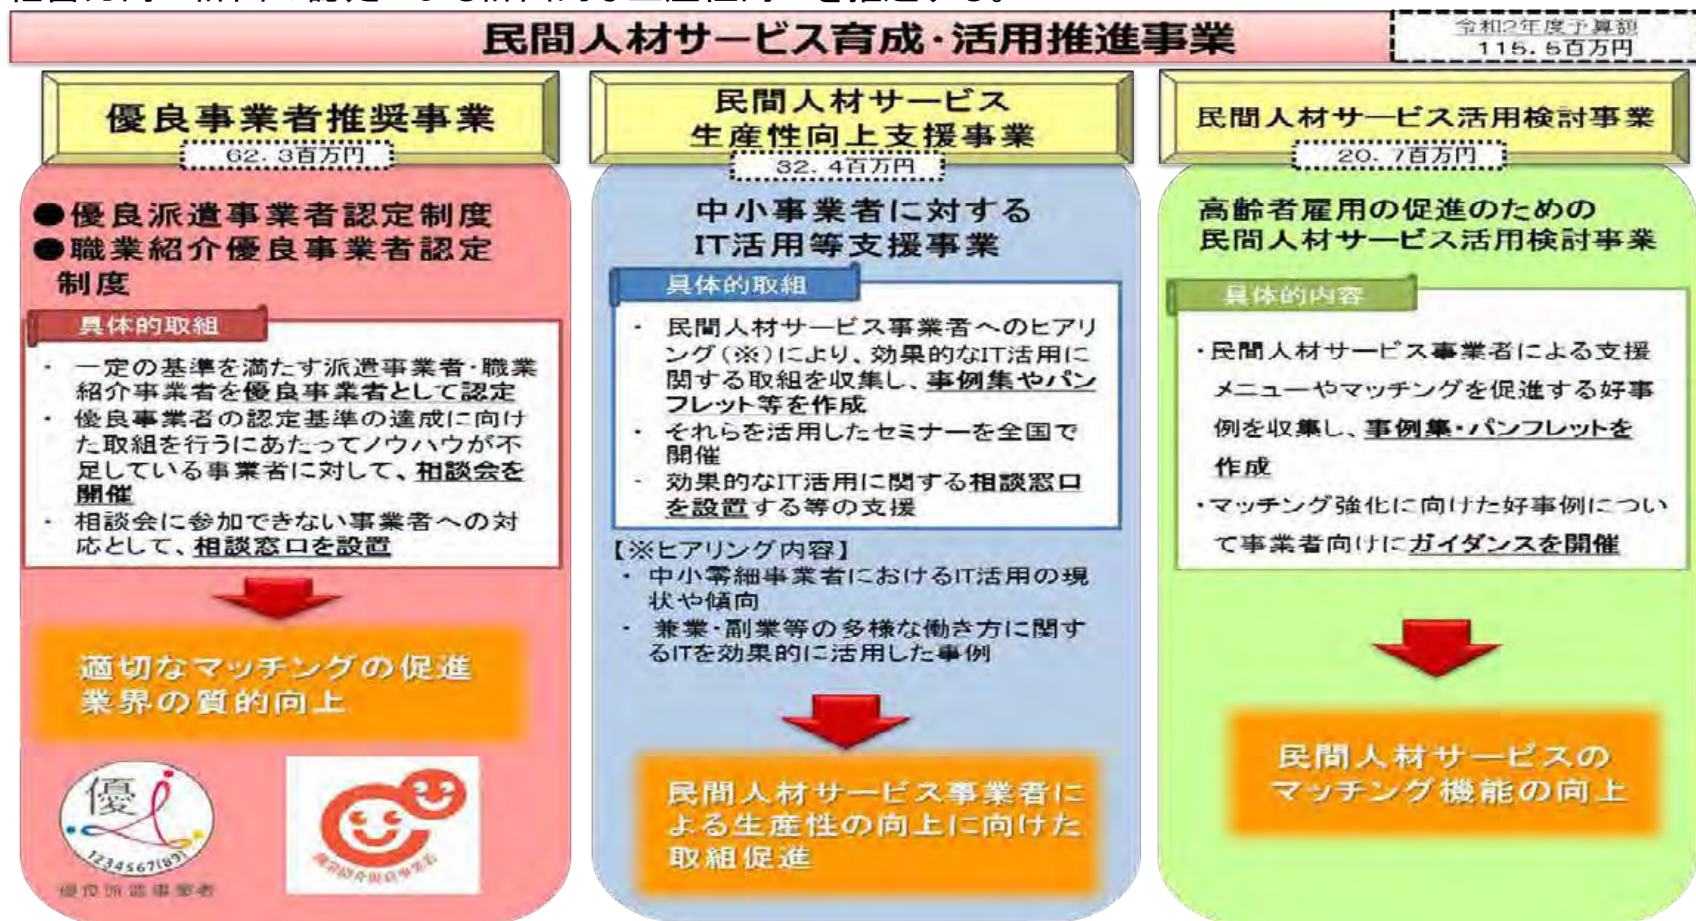 民間人材サービス育成・活用推進事業
令和2年度予算額
115.5百万円
優良事業者推奨事業
62.3百万円
●優良派遣事業者認定制度
●職業紹介優良事業者認定
制度
具体的取組
・ 一定の基準を満たす派遣事業者・職業
紹介事業者を優良事業者として認定
・ 優良事業者の認定基準の達成に向け
た取組を行うにあたってノウハウが不
足している事業者に対して、相談会を
開催
・ 相談会に参加できない事業者への対
応として、相談窓口を設置
適切なマッチングの促進
業界の質的向上
優
1234567(89)
優良派遣事業者
職業紹介優良事業者
民間人材サービス
生産性向上支援事業
32.4百万円
中小事業者に対する
IT活用等支援事業
具体的取組
・ 民間人材サービス事業者へのヒアリ
ング(※)により、効果的なIT活用に
関する取組を収集し、事例集やパン
フレット等を作成
・ それらを活用したセミナーを全国で
開催
・ 効果的なIT活用に関する相談窓口
を設置する等の支援
【※ヒアリング内容】
・ 中小零細事業者におけるIT活用の現
状や傾向
・ 兼業・副業等の多様な働き方に関す
るITを効果的に活用した事例
民間人材サービス事業者に
よる生産性の向上に向けた
取組促進
民間人材サービス活用検討事業
20.7百万円
高齢者雇用の促進のための
民間人材サービス活用検討事業
具体的内容
・民間人材サービス事業者による支援
メニューやマッチングを促進する好事
例を収集し、事例集・パンフレットを
作成
・マッチング強化に向けた好事例につい
て事業者向けにガイダンスを開催
民間人材サービスの
マッチング機能の向上